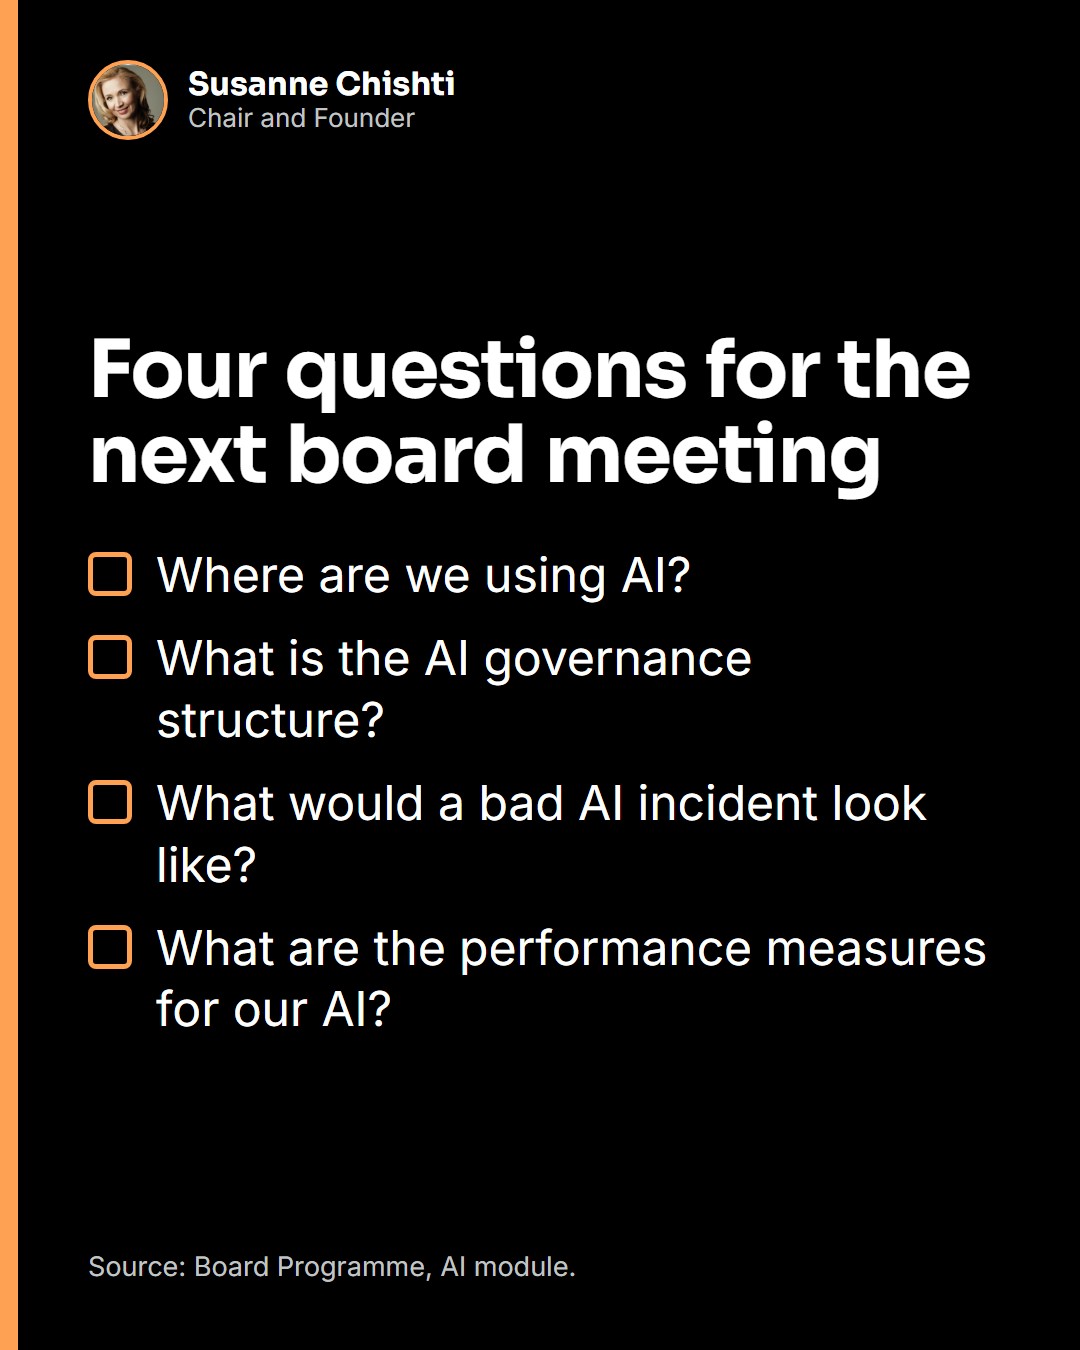 Susanne Chishti
Chair and Founder
Four questions for the
next board meeting
Where are we using AI?
What is the AI governance
structure?
What would a bad AI incident look
like?
What are the performance measures
for our AI?
Source: Board Programme, AI module.